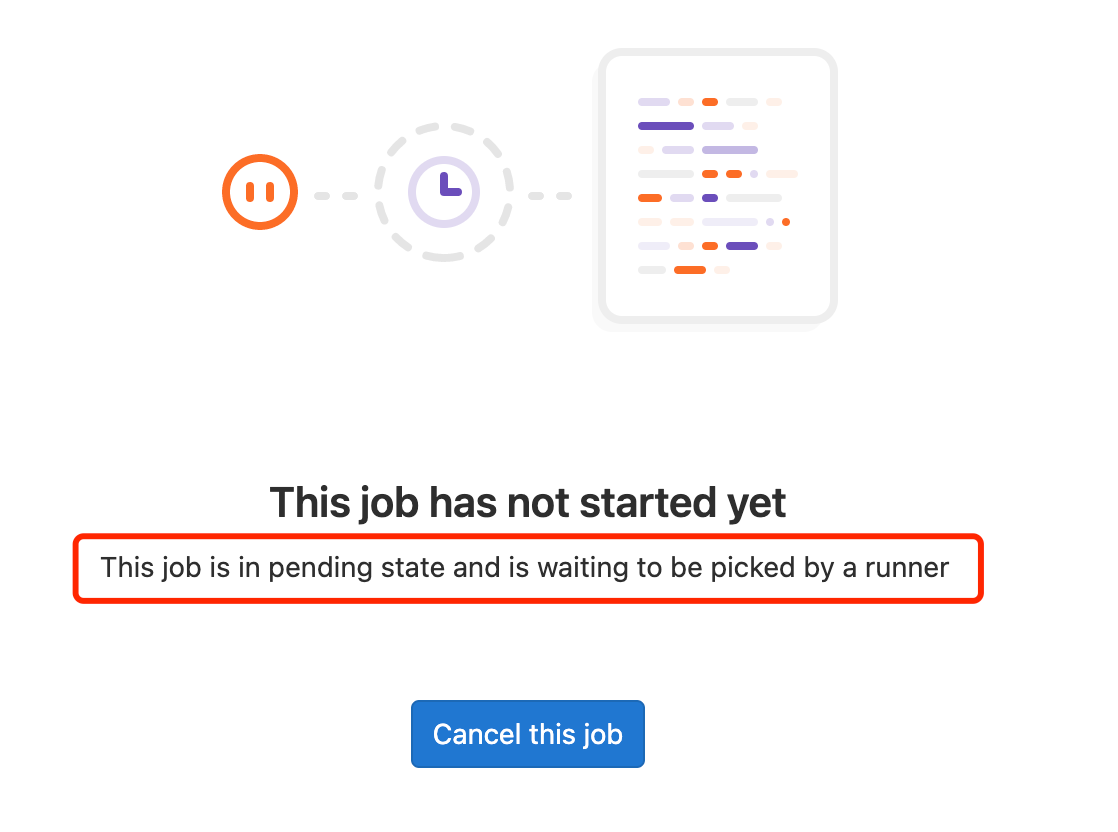 This job has not started yet
This job is in pending state and is waiting to be picked by a runner
Cancel this job